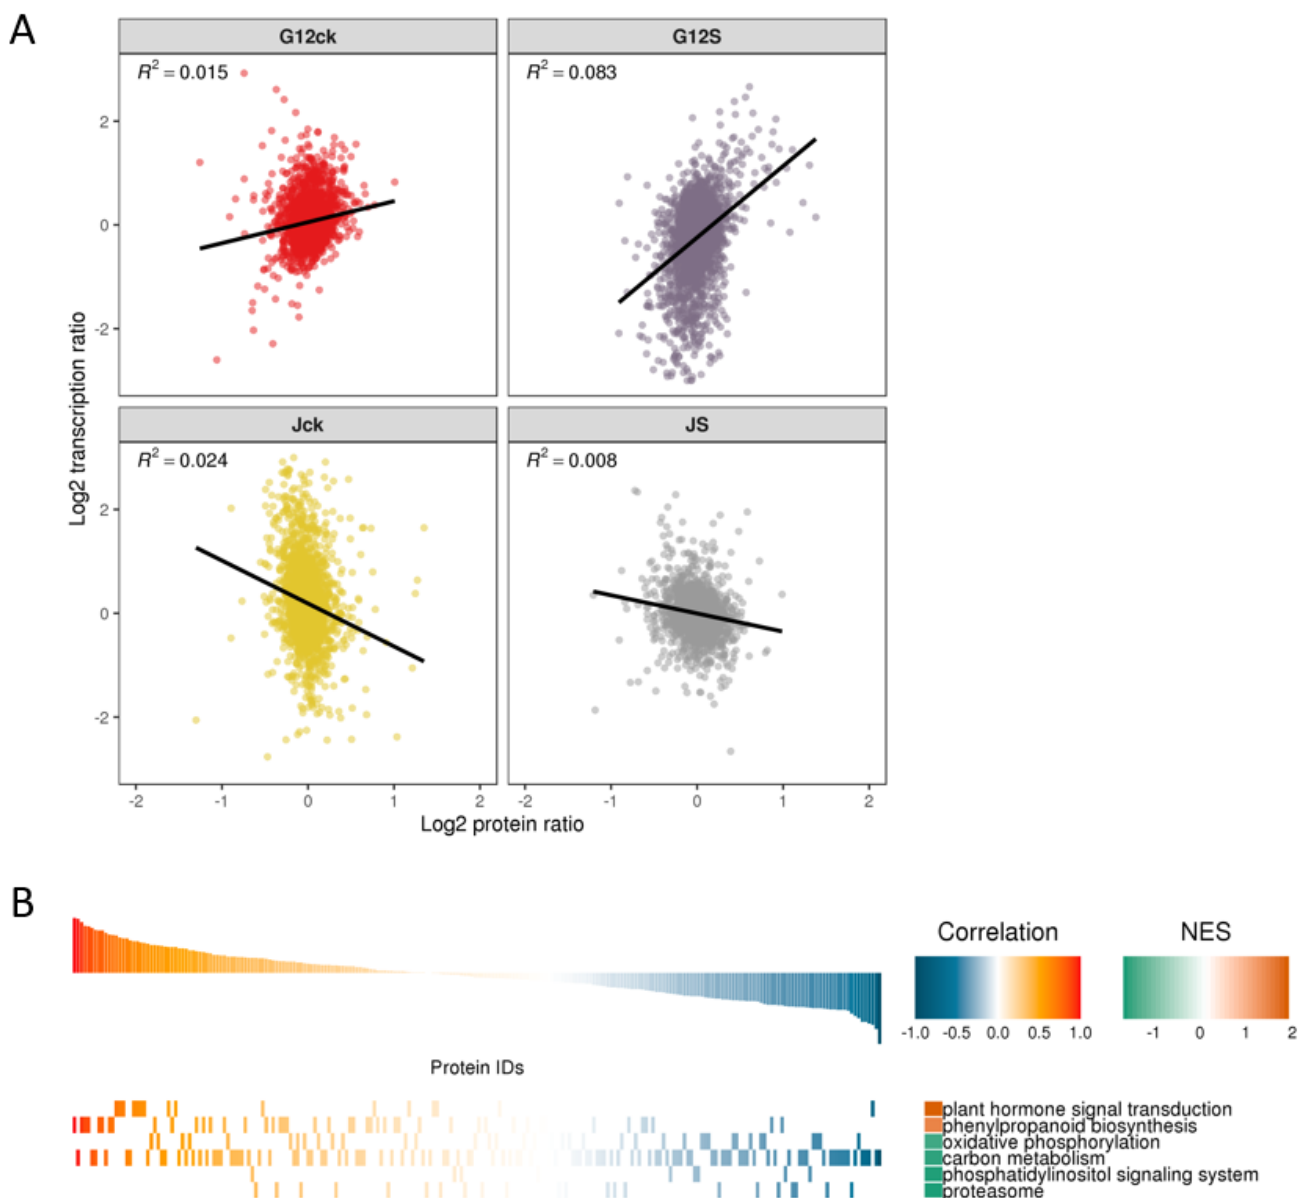 A
G12ck
G12S
R² = 0.015
R² = 0.083
2
0
-2
Jck
JS
R² = 0.024
R² = 0.008
2
0
-2
Log2 transcription ratio
-2 -1 0 1 2
-2 -1 0 1 2
Log2 protein ratio
B
Correlation
NES
-1.0 -0.5 0.0 0.5 1.0
-1 0 1 2
Protein IDs
plant hormone signal transduction
phenylpropanoid biosynthesis
oxidative phosphorylation
carbon metabolism
phosphatidylinositol signaling system
proteasome